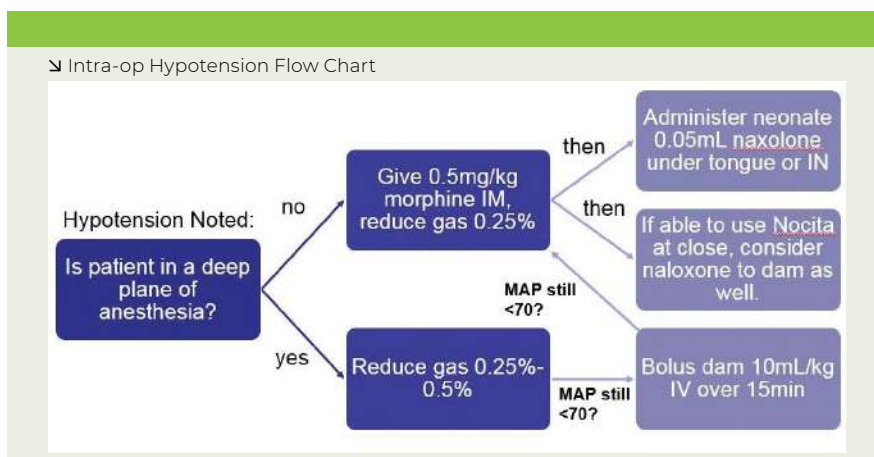 ↘ Intra-op Hypotension Flow Chart
Hypotension Noted:
Is patient in a deep
plane of
anesthesia?
no
Give 0.5mg/kg
morphine IM,
reduce gas 0.25%
then
Administer neonate
0.05mL naxolone
under tongue or IN
then
If able to use Nocita
at close, consider
naloxone to dam as
well.
yes
Reduce gas 0.25%-
0.5%
MAP still
<70?
Bolus dam 10mL/kg
IV over 15min
MAP still
<70?